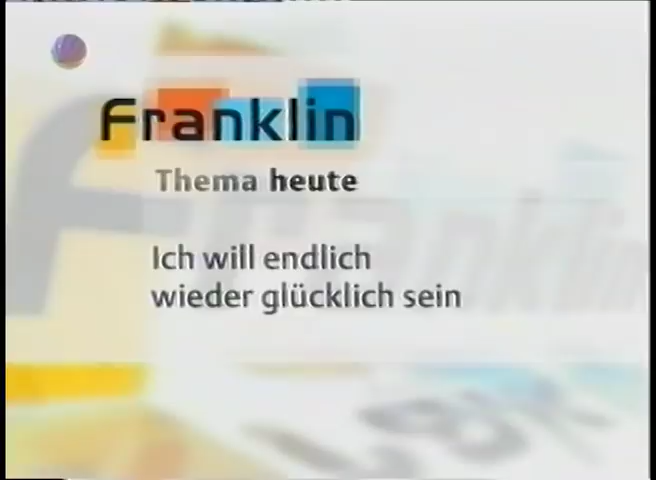 Franklin
Thema heute
Ich will endlich
wieder glücklich sein